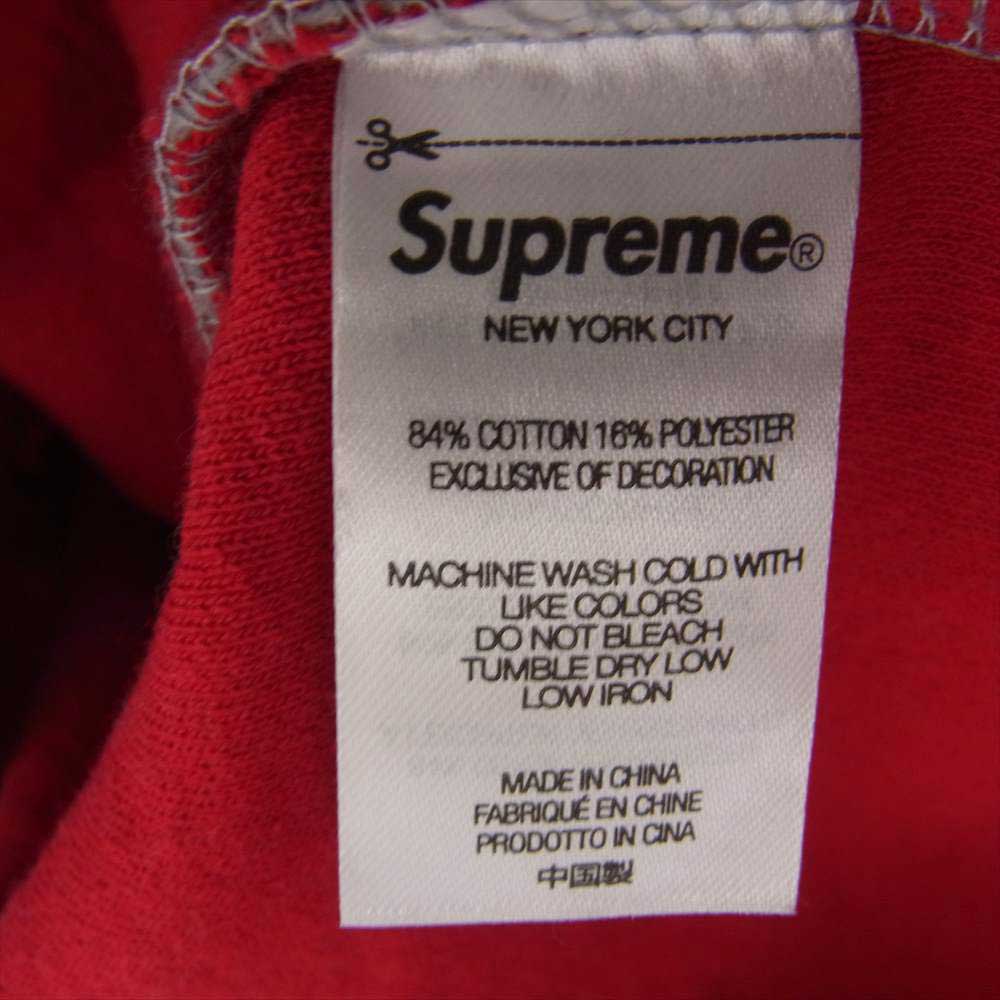 Supreme®
NEW YORK CITY
84% COTTON 16% POLYESTER
EXCLUSIVE OF DECORATION
MACHINE WASH COLD WITH
LIKE COLORS
DO NOT BLEACH
TUMBLE DRY LOW
LOW IRON
MADE IN CHINA
FABRIQUÉ EN CHINE
PRODOTTO IN CINA
中国製